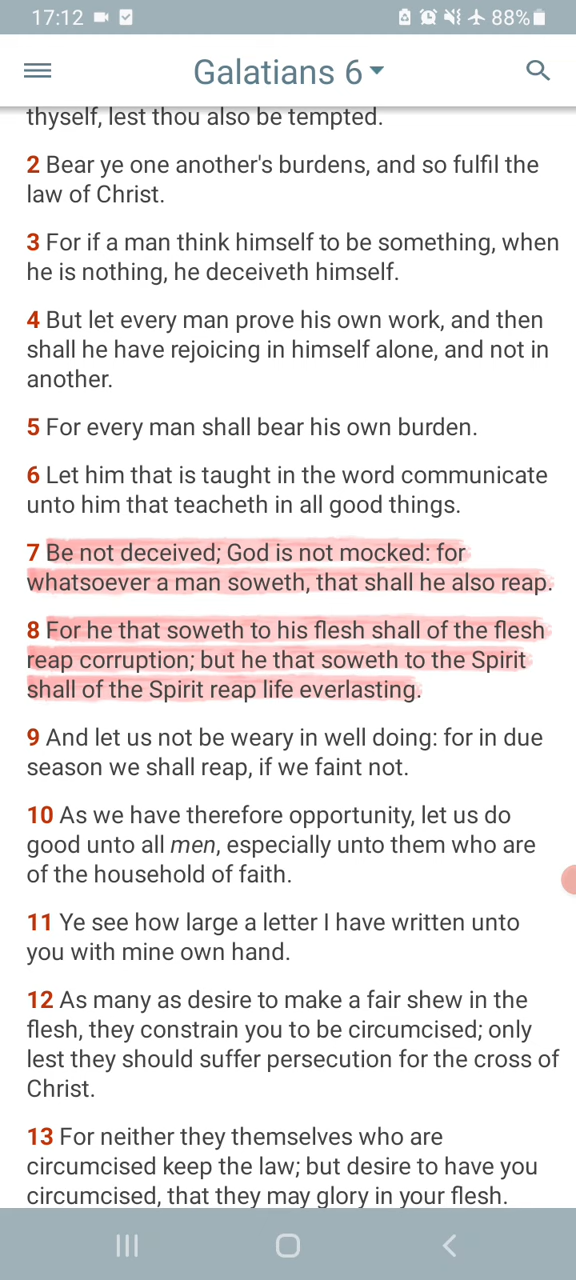 17:12 88%
Galatians 6
thyself, lest thou also be tempted.
2 Bear ye one another's burdens, and so fulfil the
law of Christ.
3 For if a man think himself to be something, when
he is nothing, he deceiveth himself.
4 But let every man prove his own work, and then
shall he have rejoicing in himself alone, and not in
another.
5 For every man shall bear his own burden.
6 Let him that is taught in the word communicate
unto him that teacheth in all good things.
7 Be not deceived; God is not mocked: for
whatsoever a man soweth, that shall he also reap.
8 For he that soweth to his flesh shall of the flesh
reap corruption; but he that soweth to the Spirit
shall of the Spirit reap life everlasting.
9 And let us not be weary in well doing: for in due
season we shall reap, if we faint not.
10 As we have therefore opportunity, let us do
good unto all men, especially unto them who are
of the household of faith.
11 Ye see how large a letter I have written unto
you with mine own hand.
12 As many as desire to make a fair shew in the
flesh, they constrain you to be circumcised; only
lest they should suffer persecution for the cross of
Christ.
13 For neither they themselves who are
circumcised keep the law; but desire to have you
circumcised, that they may glory in your flesh.